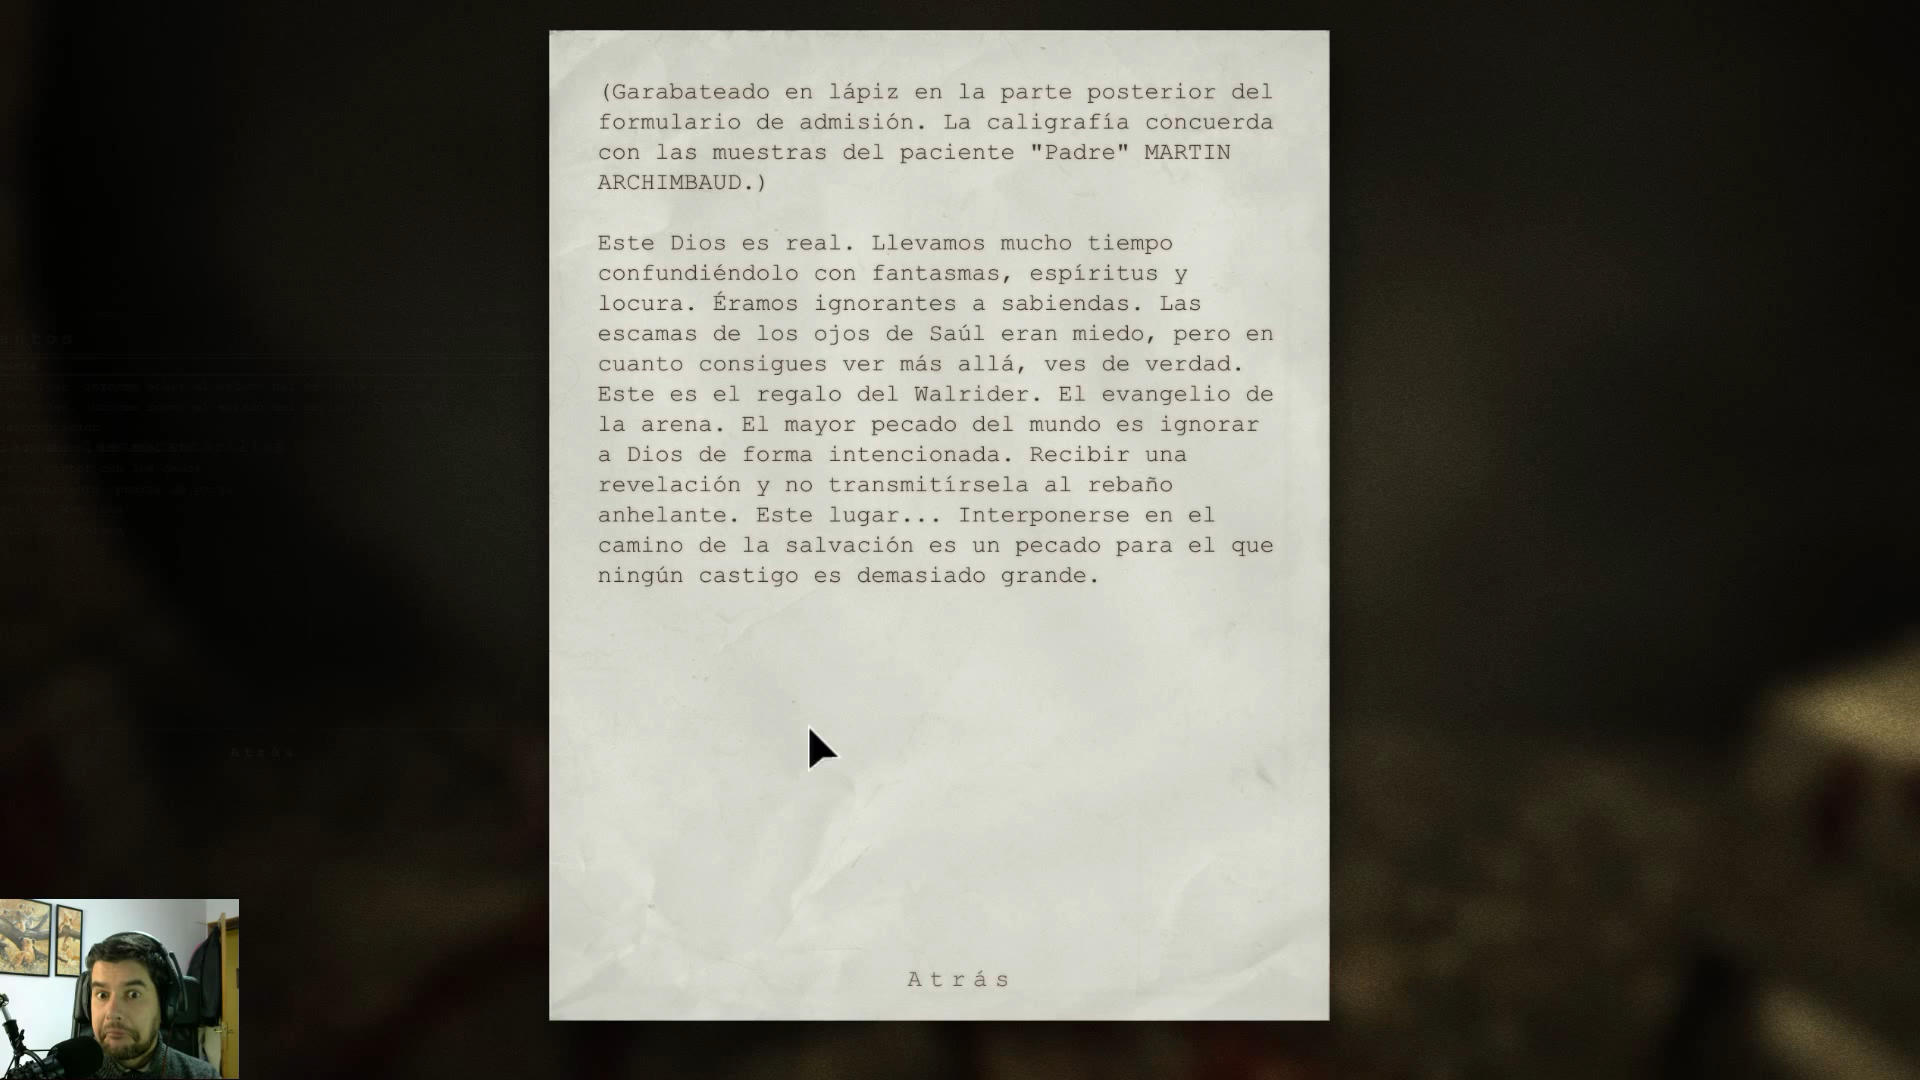 (Garabateado en lápiz en la parte posterior del
formulario de admisión. La caligrafía concuerda
con las muestras del paciente "Padre" MARTIN
ARCHIMBAUD.)
Este Dios es real. Llevamos mucho tiempo
confundiéndolo con fantasmas, espíritus y
locura. Éramos ignorantes a sabiendas. Las
escamas de los ojos de Saúl eran miedo, pero en
cuanto consigues ver más allá, ves de verdad.
Este es el regalo del Walrider. El evangelio de
la arena. El mayor pecado del mundo es ignorar
a Dios de forma intencionada. Recibir una
revelación y no transmitírsela al rebaño
anhelante. Este lugar... Interponerse en el
camino de la salvación es un pecado para el que
ningún castigo es demasiado grande.
Atrás
Atrás